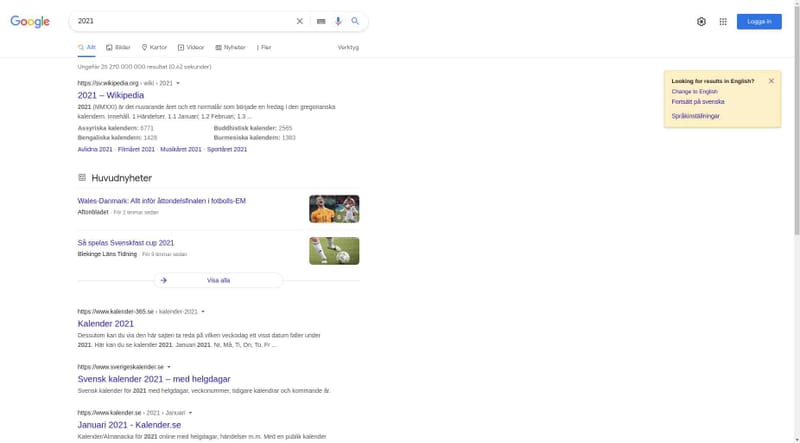 Google
2021
Logga in
Allt
Bilder
Kartor
Videor
Nyheter
Fler
Verktyg
Ungefär 25 270 000 000 resultat (0,62 sekunder)
https://sv.wikipedia.org › wiki › 2021
2021 – Wikipedia
2021 (MMXXI) är det nuvarande året och ett normalår som började en fredag i den gregorianska
kalendern. Innehåll. 1 Händelser. 1.1 Januari; 1.2 Februari; 1.3 ...
Assyriska kalendern: 6771
Buddhistisk kalender: 2565
Bengaliska kalendern: 1428
Burmesiska kalender: 1383
Avlidna 2021 · Filmåret 2021 · Musikåret 2021 · Sportåret 2021
Looking for results in English?
Change to English
Fortsätt på svenska
Språkinställningar
Huvudnyheter
Wales-Danmark: Allt inför åttondelsfinalen i fotbolls-EM
Aftonbladet · För 2 timmar sedan
Så spelas Svenskfast cup 2021
Blekinge Läns Tidning · För 9 timmar sedan
Visa alla
https://www.kalender-365.se › kalender-2021
Kalender 2021
Dessutom kan du via den här sajten ta reda på vilken veckodag ett visst datum faller under
2021. Här kan du se kalender 2021. Januari 2021. Nr, Må, Ti, On, To, Fr ...
https://www.sverigeskalender.se
Svensk kalender 2021 – med helgdagar
Svensk kalender för 2021 med helgdagar, veckonummer, tidigare kalendrar och kommande år.
https://www.kalender.se › 2021 › Januari
Januari 2021 - Kalender.se
Kalender/Almanacka för 2021 online med helgdagar, händelser m.m. Med en publik kalender